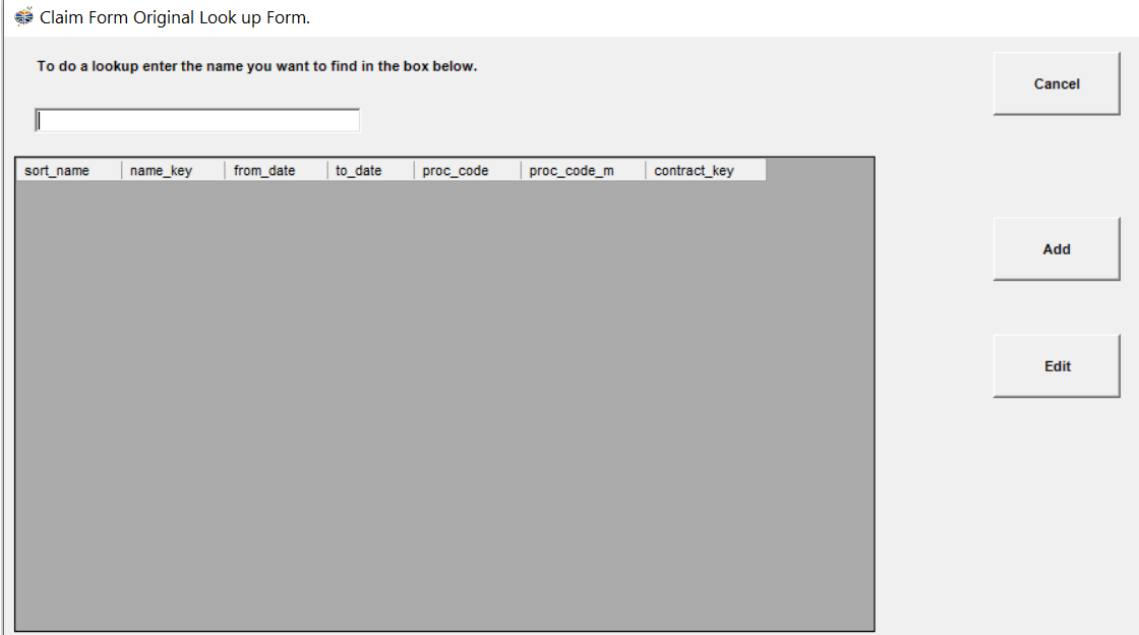 Claim Form Original Look up Form.
To do a lookup enter the name you want to find in the box below.
Cancel
sort_name name_key from_date to_date proc_code proc_code_m contract_key
Add
Edit